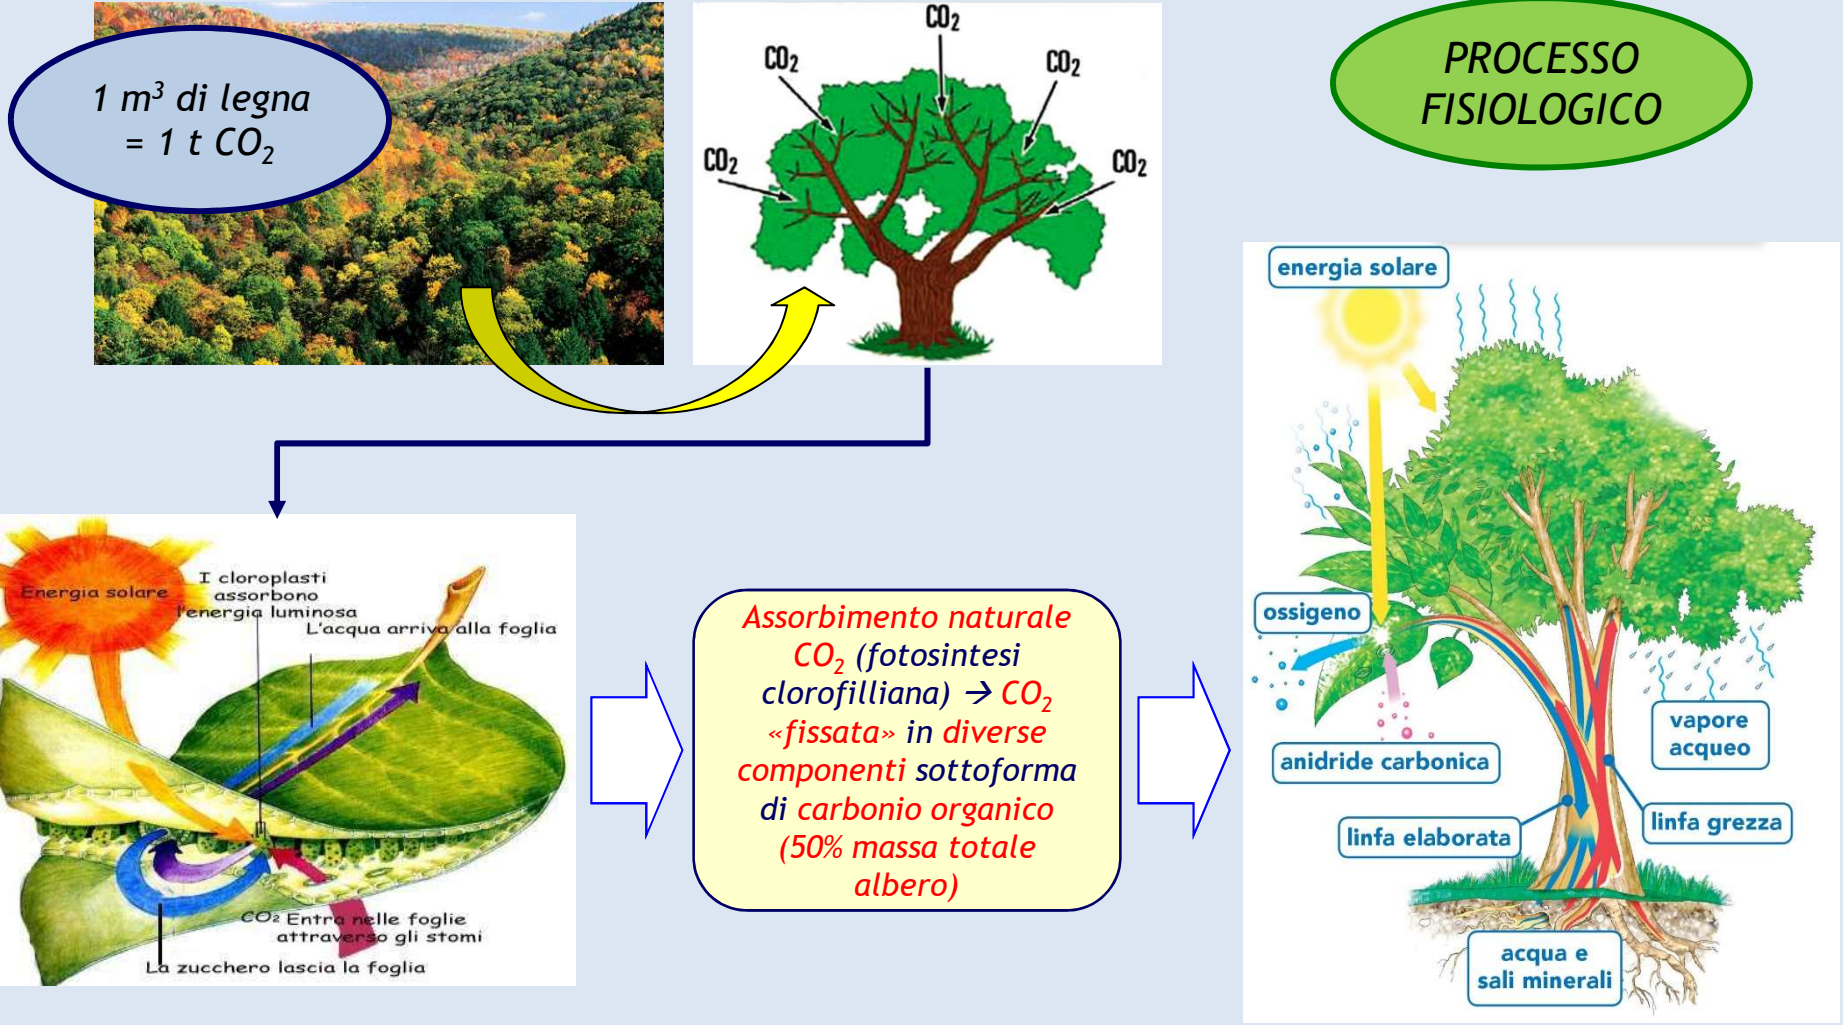 1 m³ di legna
= 1 t CO₂
CO₂
CO₂
CO₂
CO₂
CO₂
PROCESSO
FISIOLOGICO
Energia solare
I cloroplasti
assorbono
l'energia luminosa
L'acqua arriva alla foglia
CO₂ Entra nelle foglie
attraverso gli stomi
La zucchero lascia la foglia
Assorbimento naturale
CO₂ (fotosintesi
clorofilliana) → CO₂
«fissata» in diverse
componenti sottoforma
di carbonio organico
(50% massa totale
albero)
energia solare
ossigeno
anidride carbonica
vapore
acqueo
linfa elaborata
linfa grezza
acqua e
sali minerali